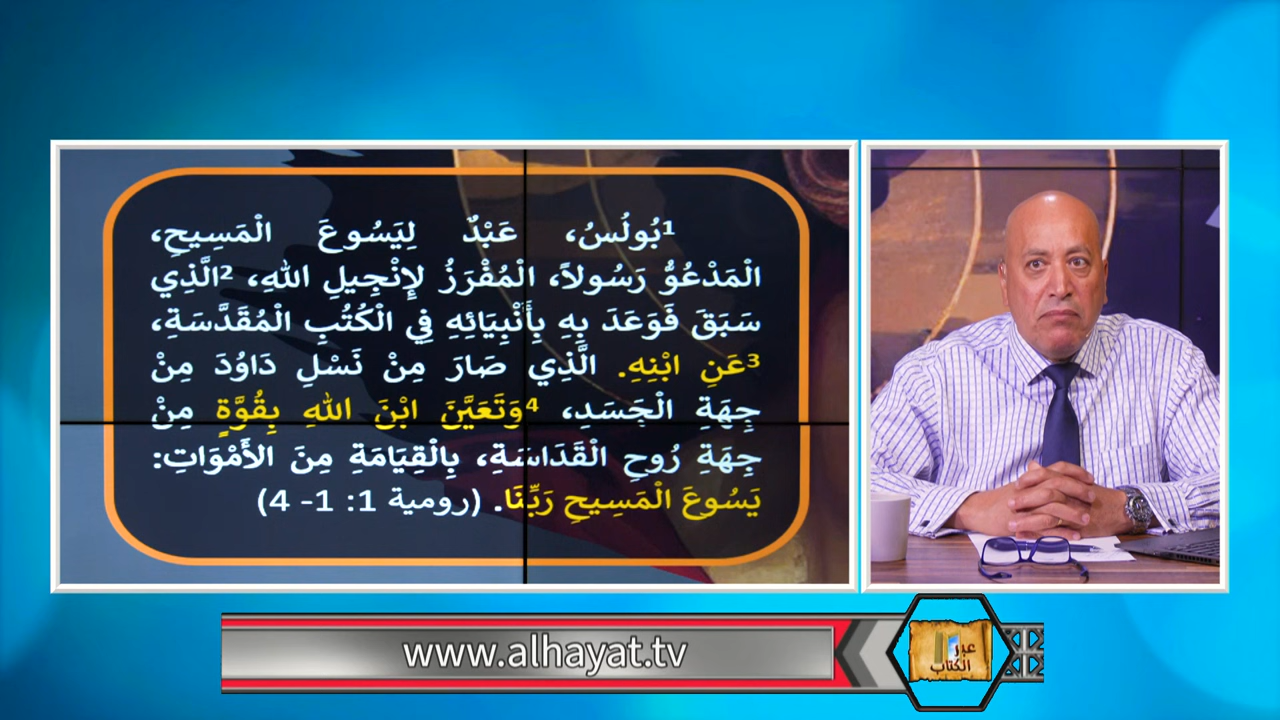 ¹بُولُسُ، عَبْدٌ لِيَسُوعَ الْمَسِيحِ،
الْمَدْعُوُّ رَسُولاً، الْمُفْرَزُ لإِنْجِيلِ اللهِ، ²الَّذِي
سَبَقَ فَوَعَدَ بِهِ بِأَنْبِيَائِهِ فِي الْكُتُبِ الْمُقَدَّسَةِ،
³عَنِ ابْنِهِ. الَّذِي صَارَ مِنْ نَسْلِ دَاوُدَ مِنْ
جِهَةِ الْجَسَدِ، ⁴وَتَعَيَّنَ ابْنَ اللهِ بِقُوَّةٍ مِنْ
جِهَةِ رُوحِ الْقَدَاسَةِ، بِالْقِيَامَةِ مِنَ الأَمْوَاتِ:
يَسُوعَ الْمَسِيحِ رَبِّنَا. (رومية 1: 1- 4)
www.alhayat.tv
عبر
الكتاب